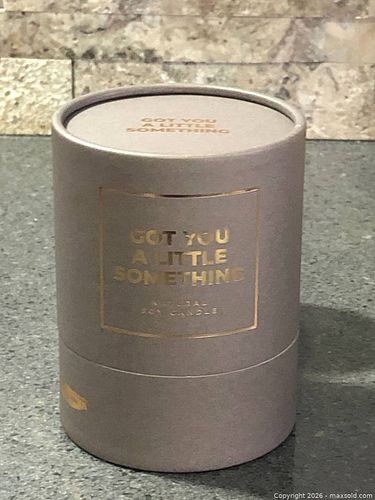 GOT YOU
A LITTLE
SOMETHING
GOT YOU
A LITTLE
SOMETHING
NATURAL
SOY CANDLE
Copyright 2026 - maxsold.com